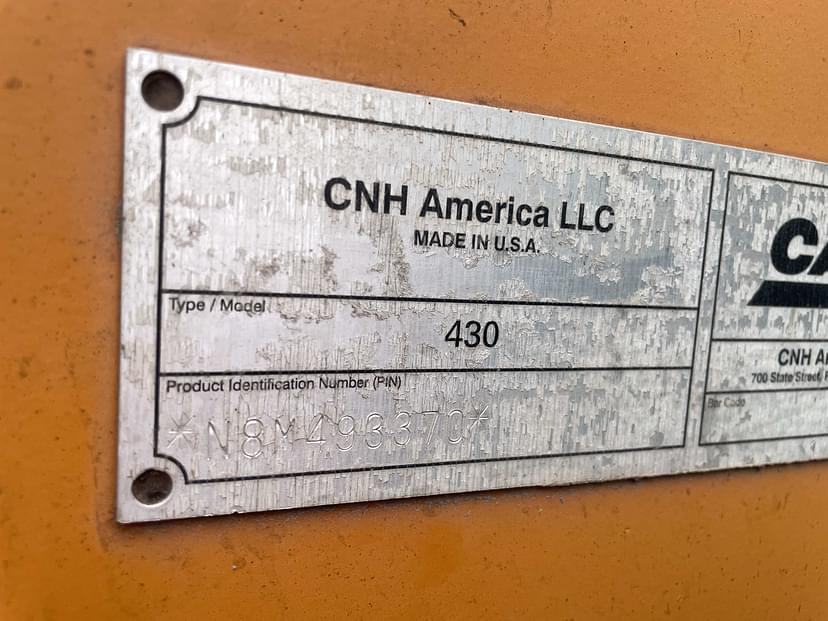 CNH America LLC
MADE IN U.S.A.
Type / Model
430
Product Identification Number (PIN)
*N8M493370*
CA
CNH A
700 State Street,
Bar Code